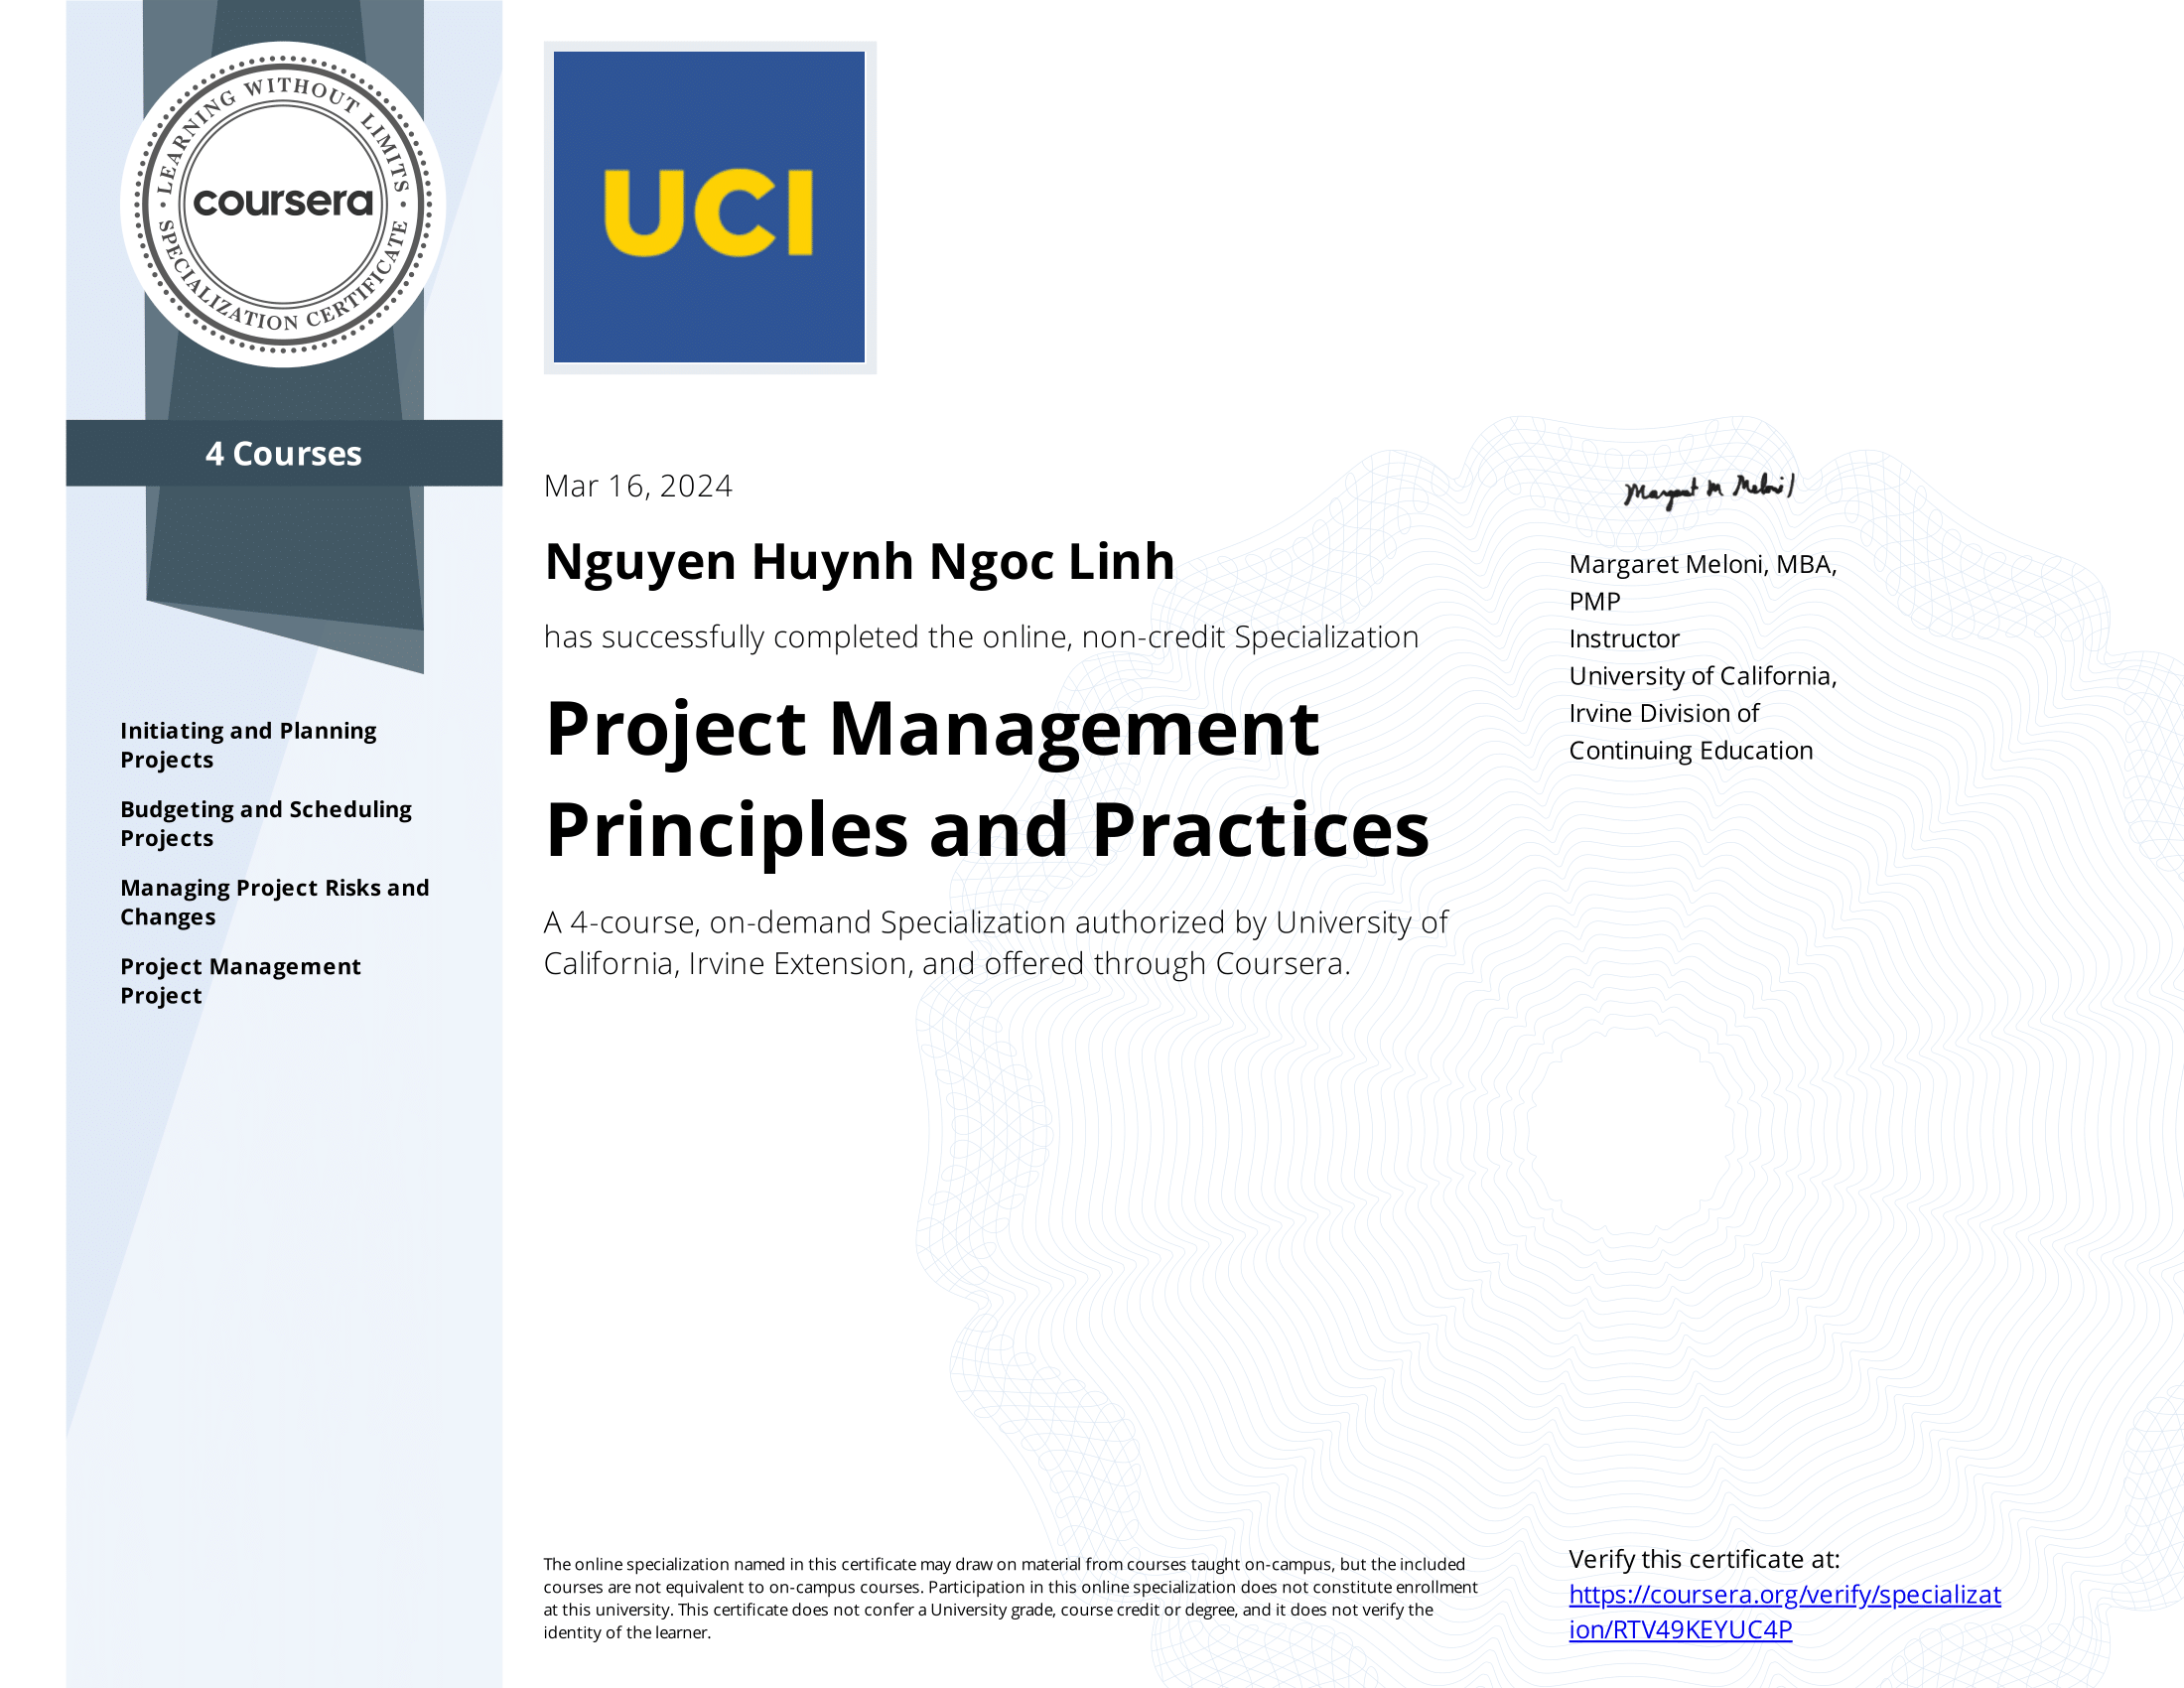 LEARNING WITHOUT LIMITS
coursera
SPECIALIZATION CERTIFICATE
4 Courses
Initiating and Planning
Projects
Budgeting and Scheduling
Projects
Managing Project Risks and
Changes
Project Management
Project
UCI
Mar 16, 2024
Nguyen Huynh Ngoc Linh
has successfully completed the online, non-credit Specialization
Project Management
Principles and Practices
A 4-course, on-demand Specialization authorized by University of
California, Irvine Extension, and offered through Coursera.
Margaret M Meloni
Margaret Meloni, MBA,
PMP
Instructor
University of California,
Irvine Division of
Continuing Education
The online specialization named in this certificate may draw on material from courses taught on-campus, but the included
courses are not equivalent to on-campus courses. Participation in this online specialization does not constitute enrollment
at this university. This certificate does not confer a University grade, course credit or degree, and it does not verify the
identity of the learner.
Verify this certificate at:
https://coursera.org/verify/specializat
ion/RTV49KEYUC4P